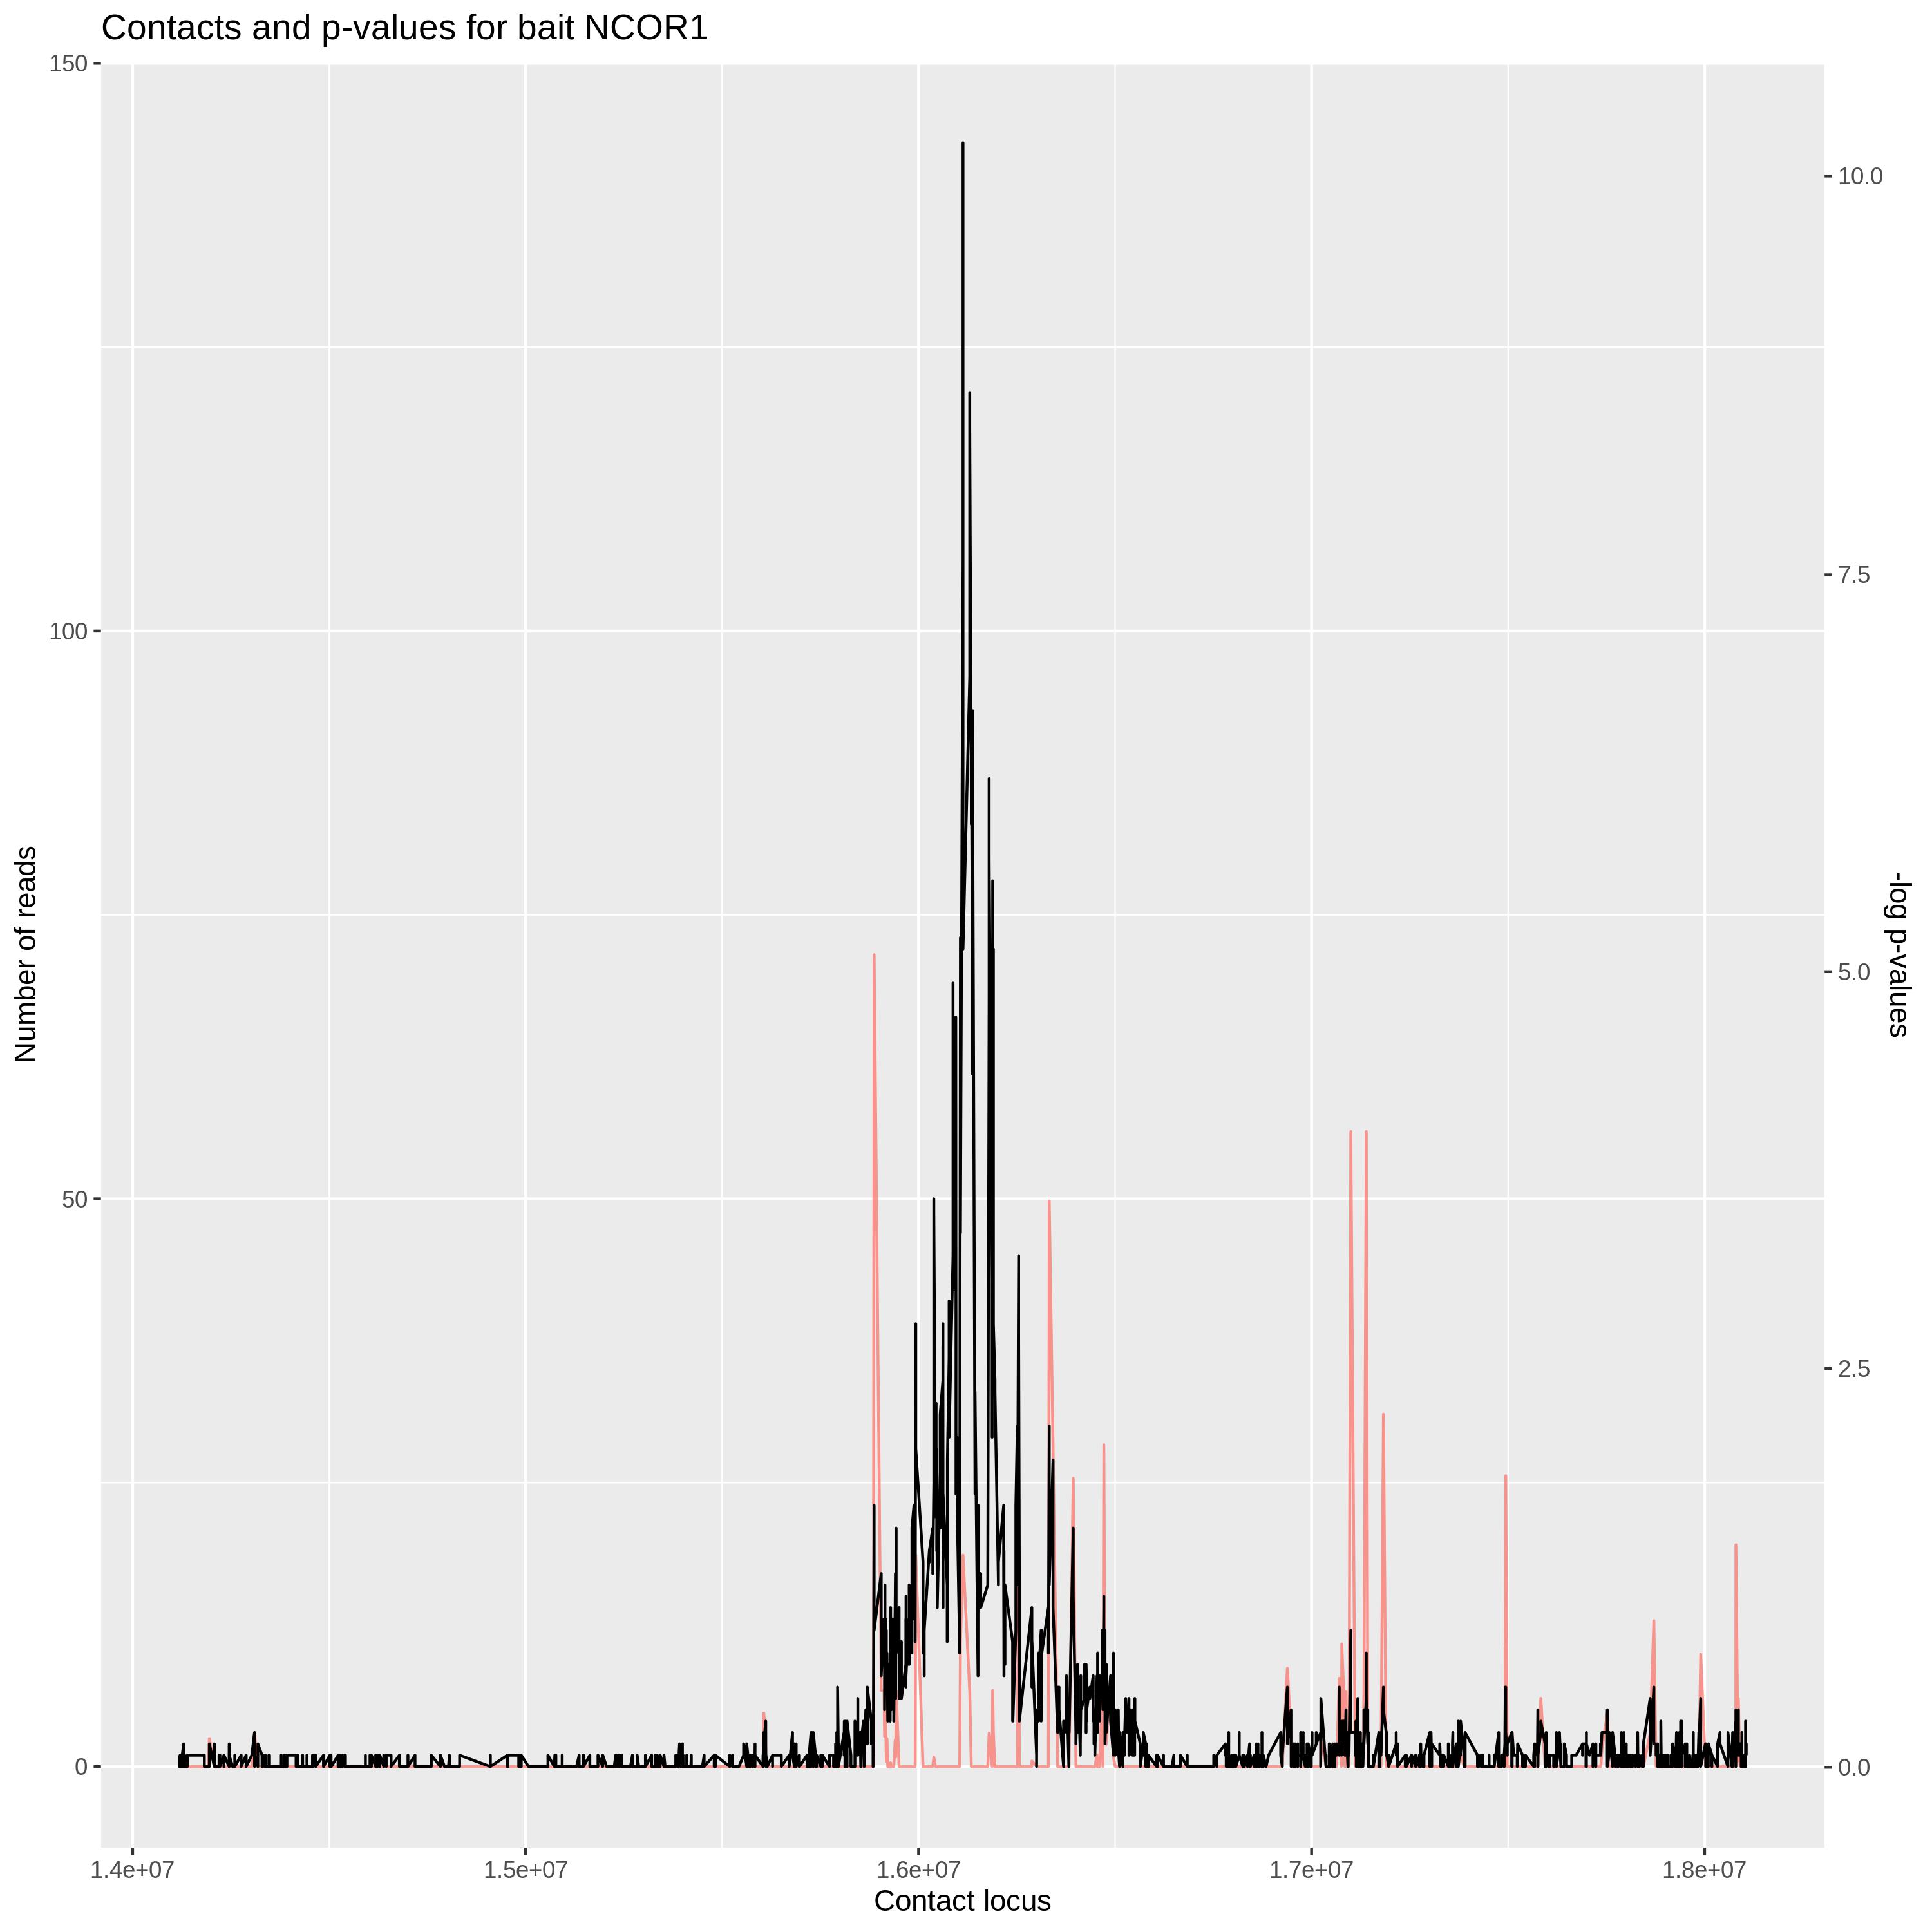 Contacts and p-values for bait NCOR1
Number of reads
150
100
50
0
10.0
7.5
5.0
2.5
0.0
-log p-values
1.4e+07
1.5e+07
1.6e+07
1.7e+07
1.8e+07
Contact locus